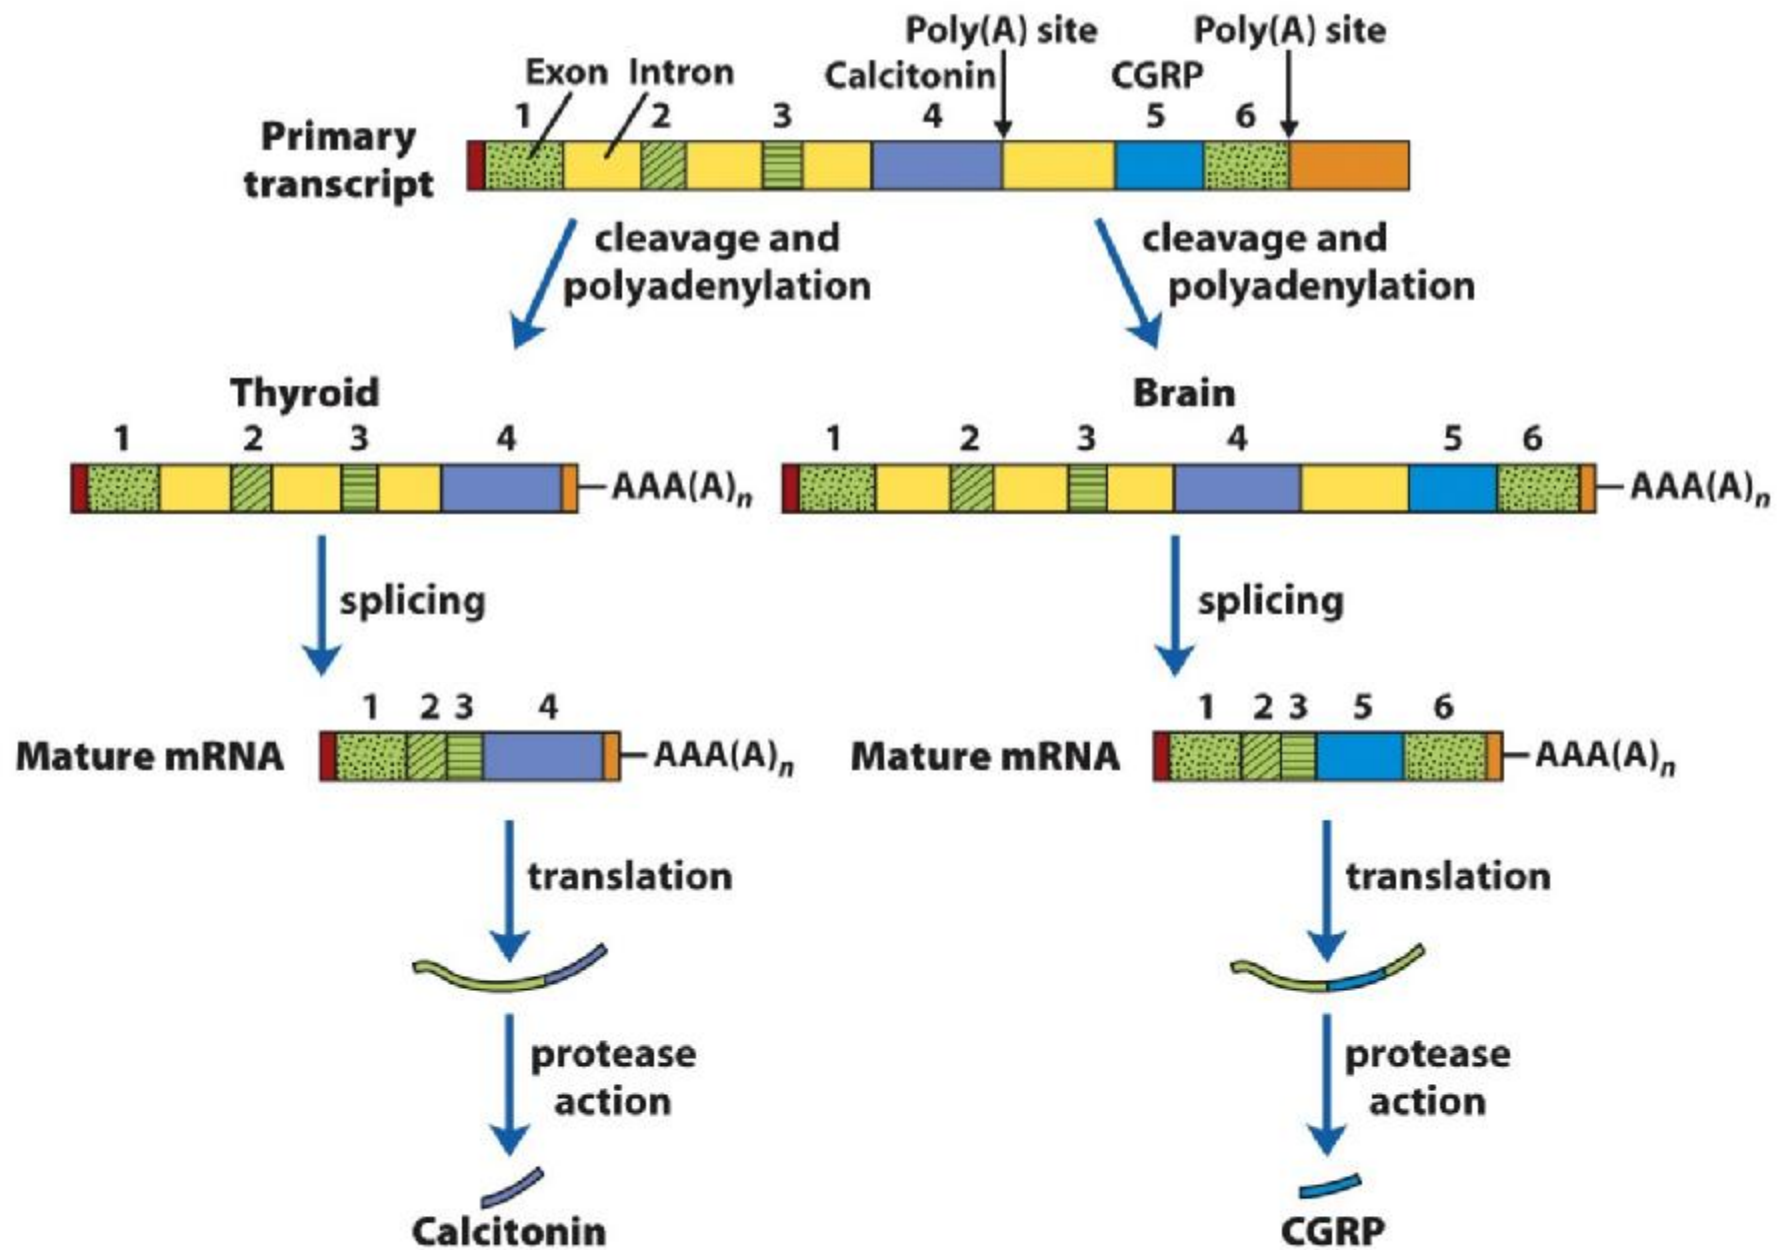 Poly(A) site Poly(A) site
Exon Intron Calcitonin CGRP
1 2 3 4 5 6
Primary
transcript
cleavage and
polyadenylation
cleavage and
polyadenylation
Thyroid
1 2 3 4
AAA(A)n
Brain
1 2 3 4 5 6
AAA(A)n
splicing
splicing
1 2 3 4
Mature mRNA AAA(A)n
1 2 3 5 6
Mature mRNA AAA(A)n
translation
translation
protease
action
protease
action
Calcitonin
CGRP